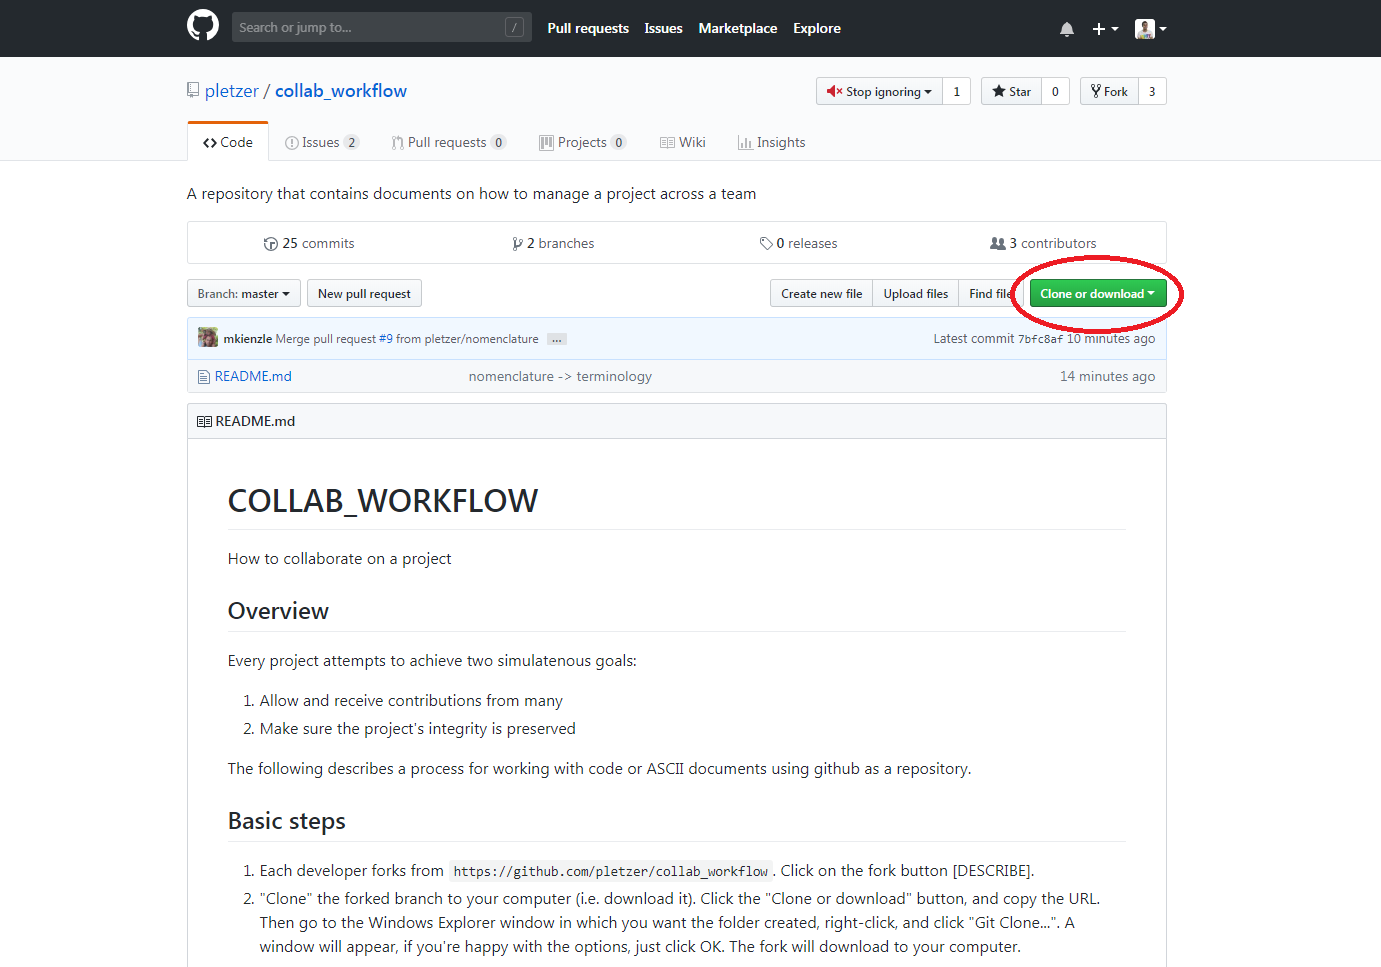 Search or jump to... / Pull requests Issues Marketplace Explore
pletzer / collab_workflow Stop ignoring 1 Star 0 Fork 3
Code Issues 2 Pull requests 0 Projects 0 Wiki Insights
A repository that contains documents on how to manage a project across a team
25 commits 2 branches 0 releases 3 contributors
Branch: master New pull request Create new file Upload files Find file Clone or download
mkienzle Merge pull request #9 from pletzer/nomenclature ... Latest commit 7bfc8af 10 minutes ago
README.md nomenclature -> terminology 14 minutes ago
README.md
COLLAB_WORKFLOW
How to collaborate on a project
Overview
Every project attempts to achieve two simulatenous goals:
1. Allow and receive contributions from many
2. Make sure the project's integrity is preserved
The following describes a process for working with code or ASCII documents using github as a repository.
Basic steps
1. Each developer forks from https://github.com/pletzer/collab_workflow . Click on the fork button [DESCRIBE].
2. "Clone" the forked branch to your computer (i.e. download it). Click the "Clone or download" button, and copy the URL.
Then go to the Windows Explorer window in which you want the folder created, right-click, and click "Git Clone...". A
window will appear, if you're happy with the options, just click OK. The fork will download to your computer.